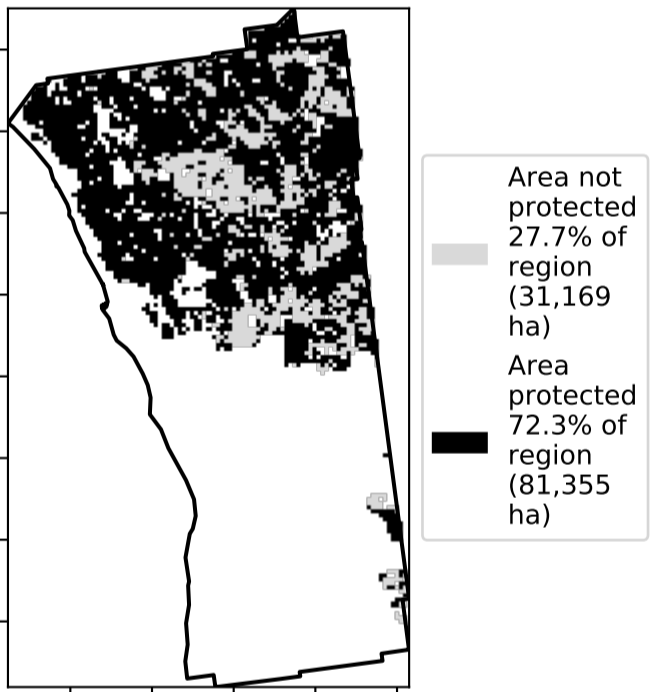 Area not
protected
27.7% of
region
(31,169
ha)
Area
protected
72.3% of
region
(81,355
ha)